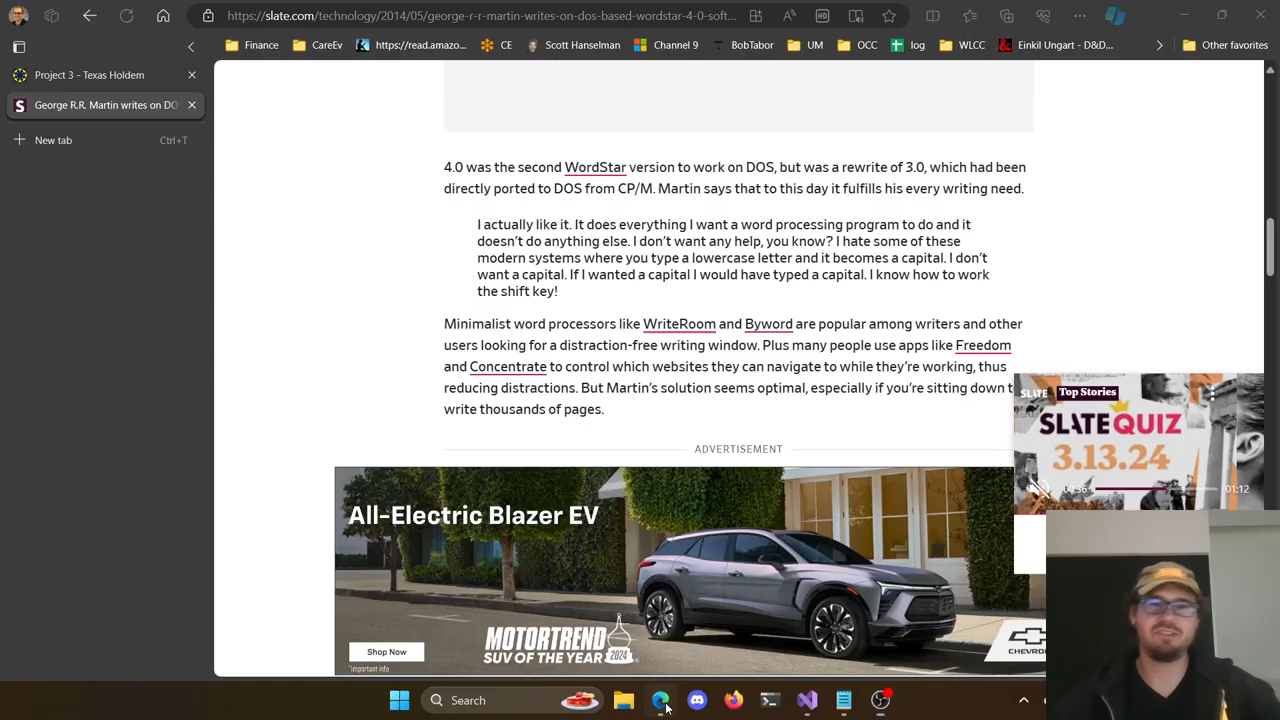 https://slate.com/technology/2014/05/george-r-r-martin-writes-on-dos-based-wordstar-4-0-soft...
Finance
CareEv
https://read.amazo...
CE
Scott Hanselman
Channel 9
BobTabor
UM
OCC
log
WLCC
Einkil Ungart - D&D...
Other favorites
Project 3 - Texas Holdem
George R.R. Martin writes on DO
New tab
Ctrl+T
4.0 was the second WordStar version to work on DOS, but was a rewrite of 3.0, which had been
directly ported to DOS from CP/M. Martin says that to this day it fulfills his every writing need.
I actually like it. It does everything I want a word processing program to do and it
doesn't do anything else. I don't want any help, you know? I hate some of these
modern systems where you type a lowercase letter and it becomes a capital. I don't
want a capital. If I wanted a capital I would have typed a capital. I know how to work
the shift key!
Minimalist word processors like WriteRoom and Byword are popular among writers and other
users looking for a distraction-free writing window. Plus many people use apps like Freedom
and Concentrate to control which websites they can navigate to while they're working, thus
reducing distractions. But Martin's solution seems optimal, especially if you're sitting down t
write thousands of pages.
SLATE Top Stories
SLATE QUIZ
3.13.24
00:36
01:12
ADVERTISEMENT
All-Electric Blazer EV
Shop Now
*Important info
MOTORTREND
SUV OF THE YEAR
2024
CHEVRO
Search